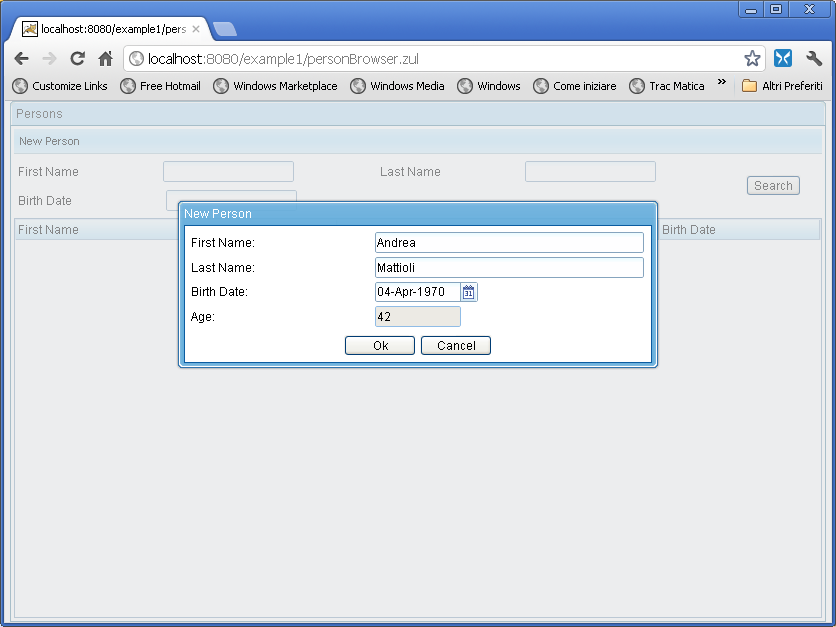 localhost:8080/example1/pers
localhost:8080/example1/personBrowser.zul
Customize Links Free Hotmail Windows Marketplace Windows Media Windows Come iniziare Trac Matica » Altri Preferiti
Persons
New Person
First Name Last Name
Search
Birth Date
First Name Birth Date
New Person
First Name: Andrea
Last Name: Mattioli
Birth Date: 04-Apr-1970 31
Age: 42
Ok Cancel